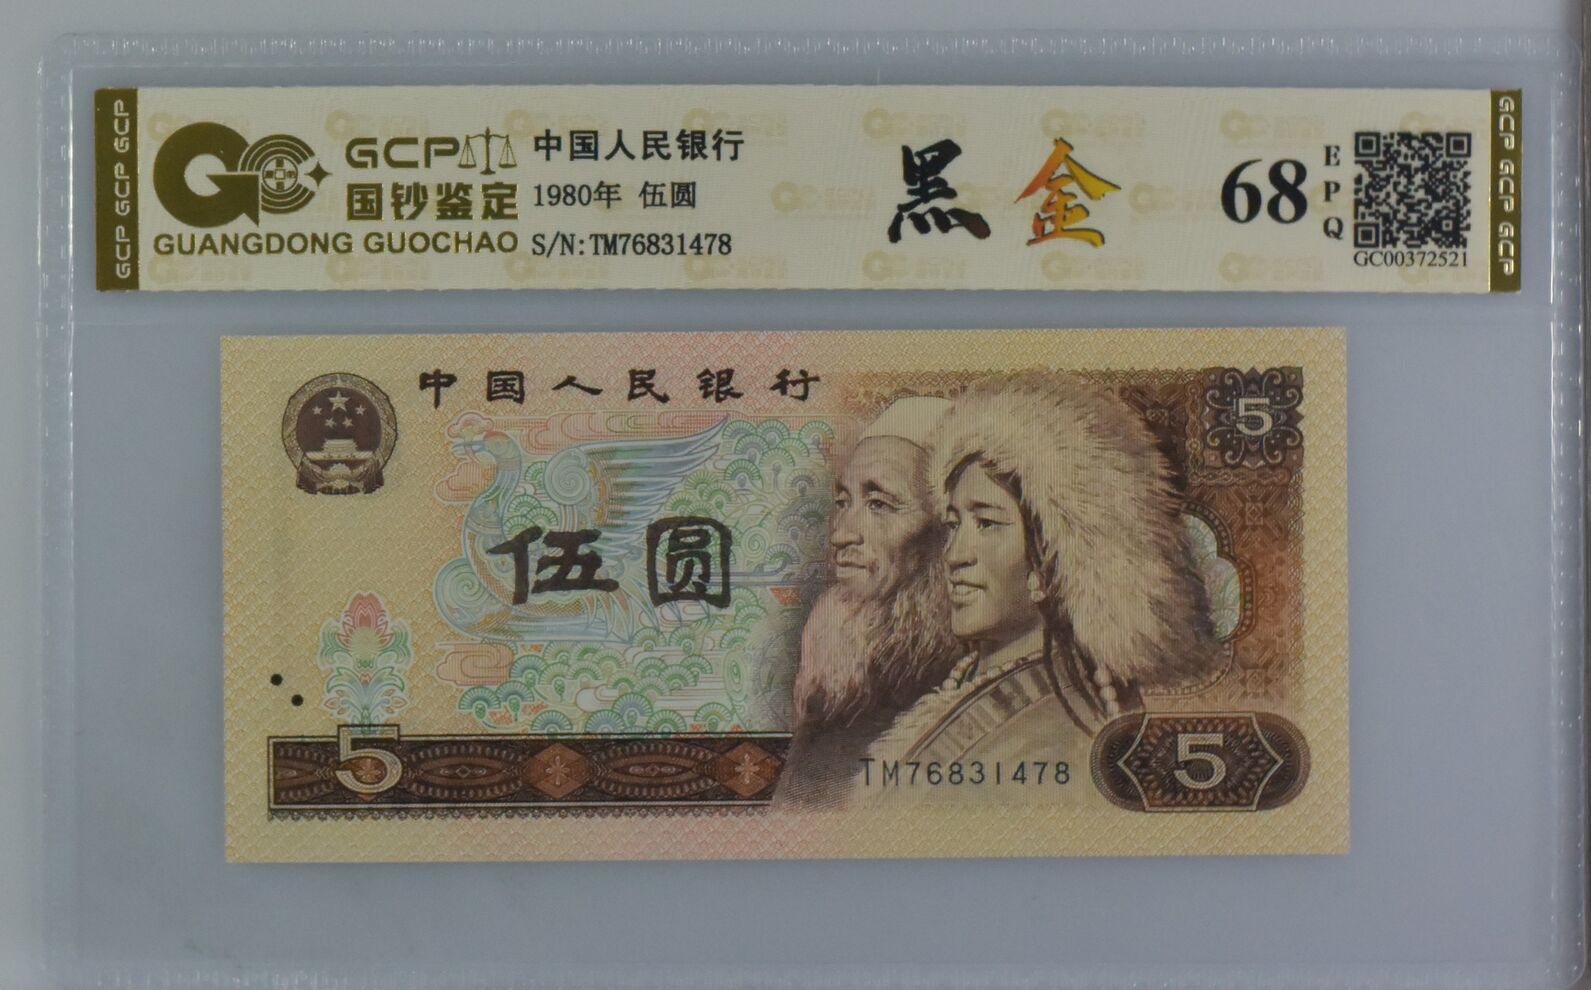 GCP GCP GCP
GCP
国钞鉴定
GUANGDONG GUOCHAO
中国人民银行
1980年 伍圆
S/N:TM76831478
黑金
68
EPQ
GC00372521
GCP GCP GCP
中国人民银行
5
伍圆
5
TM76831478
5